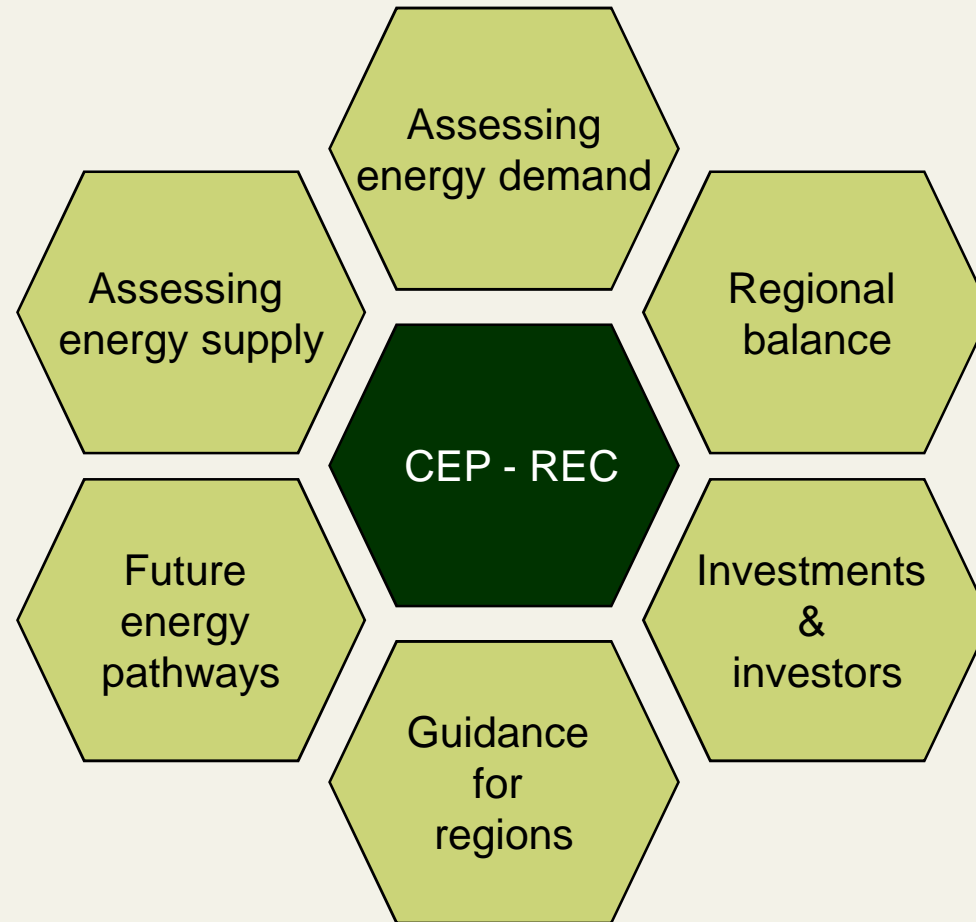 Assessing
energy demand
Assessing
energy supply
Regional
balance
CEP - REC
Future
energy
pathways
Investments
&
investors
Guidance
for
regions